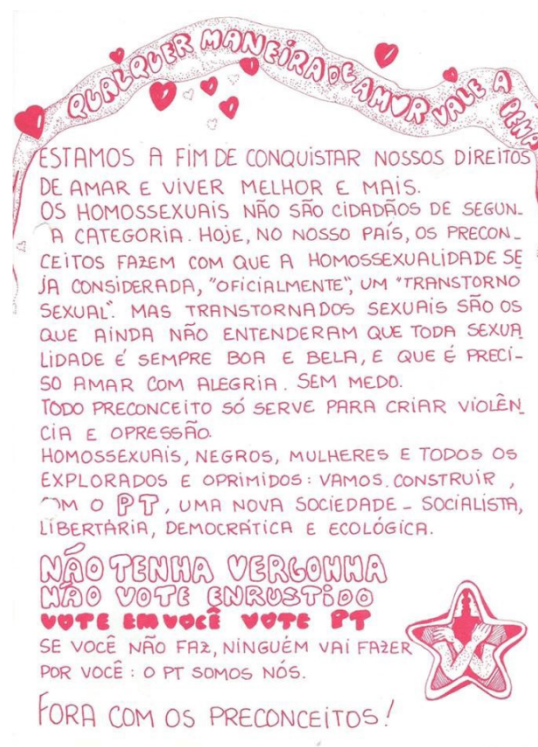 QUALQUER MANEIRA DE AMOR VALE A PENA
ESTAMOS A FIM DE CONQUISTAR NOSSOS DIREITOS
DE AMAR E VIVER MELHOR E MAIS.
OS HOMOSSEXUAIS NÃO SÃO CIDADÃOS DE SEGUN-
A CATEGORIA. HOJE, NO NOSSO PAÍS, OS PRECON-
CEITOS FAZEM COM QUE A HOMOSSEXUALIDADE SE
JA CONSIDERADA, "OFICIALMENTE", UM "TRANSTORNO
SEXUAL". MAS TRANSTORNADOS SEXUAIS SÃO OS
QUE AINDA NÃO ENTENDERAM QUE TODA SEXUA
LIDADE É SEMPRE BOA E BELA, E QUE É PRECI-
SO AMAR COM ALEGRIA. SEM MEDO.
TODO PRECONCEITO SÓ SERVE PARA CRIAR VIOLÊN
CIA E OPRESSÃO.
HOMOSSEXUAIS, NEGROS, MULHERES E TODOS OS
EXPLORADOS E OPRIMIDOS: VAMOS CONSTRUIR,
OM O PT, UMA NOVA SOCIEDADE - SOCIALISTA,
LIBERTÁRIA, DEMOCRÁTICA E ECOLÓGICA.
NÃO TENHA VERGONHA
NÃO VOTE ENRUSTIDO
VOTE EM VOCÊ VOTE PT
SE VOCÊ NÃO FAZ, NINGUÉM VAI FAZER
POR VOCÊ: O PT SOMOS NÓS.
FORA COM OS PRECONCEITOS!